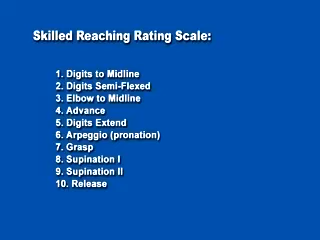 Skilled Reaching Rating Scale:
1. Digits to Midline
2. Digits Semi-Flexed
3. Elbow to Midline
4. Advance
5. Digits Extend
6. Arpeggio (pronation)
7. Grasp
8. Supination I
9. Supination II
10. Release